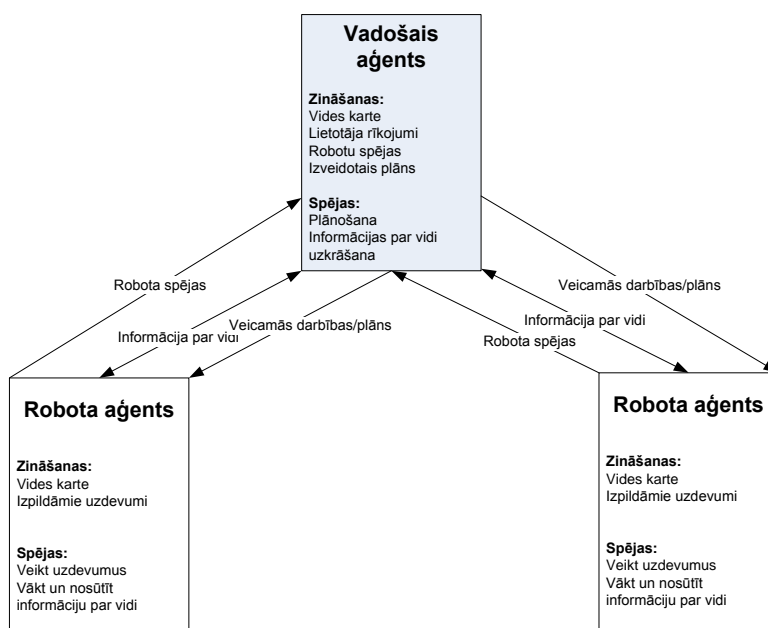 Vadošais
aģents
Zināšanas:
Vides karte
Lietotāja rīkojumi
Robotu spējas
Izveidotais plāns
Spējas:
Plānošana
Informācijas par vidi
uzkrāšana
Robota spējas
Informācija par vidi
Veicamās darbības/plāns
Veicamās darbības/plāns
Informācija par vidi
Robota spējas
Robota aģents
Zināšanas:
Vides karte
Izpildāmie uzdevumi
Spējas:
Veikt uzdevumus
Vākt un nosūtīt
informāciju par vidi
Robota aģents
Zināšanas:
Vides karte
Izpildāmie uzdevumi
Spējas:
Veikt uzdevumus
Vākt un nosūtīt
informāciju par vidi